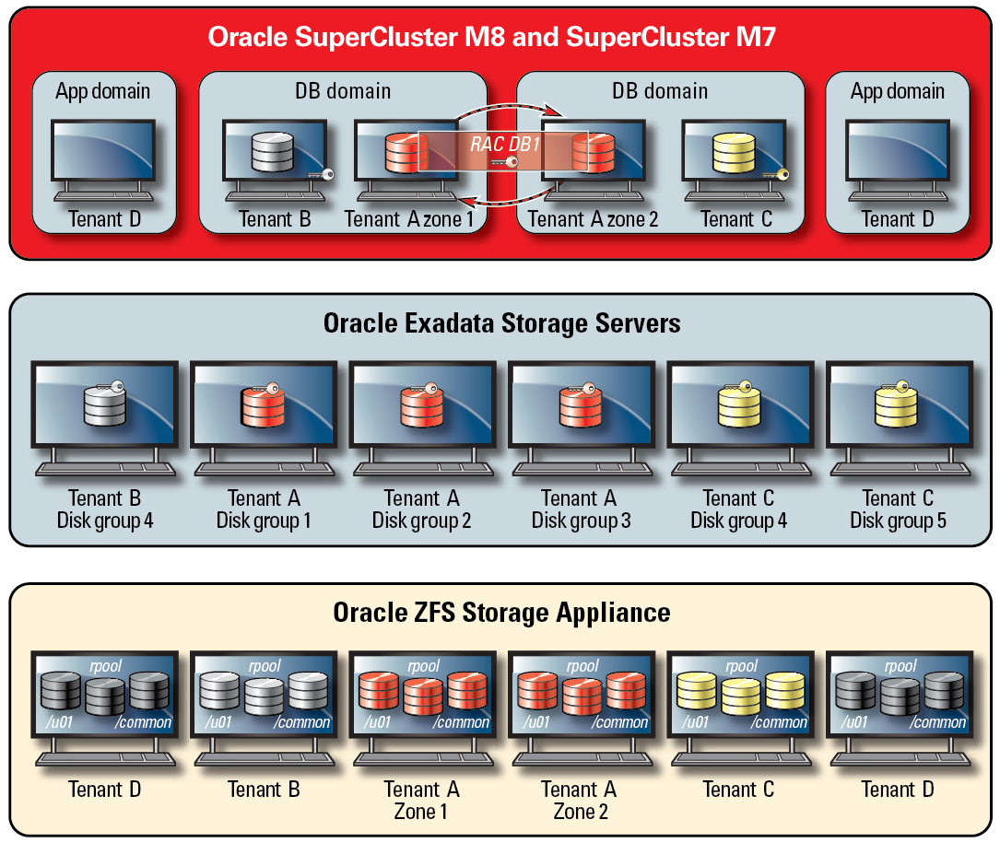 Oracle SuperCluster M8 and SuperCluster M7
App domain
DB domain
DB domain
App domain
RAC DB1
Tenant D
Tenant B
Tenant A zone 1
Tenant A zone 2
Tenant C
Tenant D
Oracle Exadata Storage Servers
Tenant B
Disk group 4
Tenant A
Disk group 1
Tenant A
Disk group 2
Tenant A
Disk group 3
Tenant C
Disk group 4
Tenant C
Disk group 5
Oracle ZFS Storage Appliance
rpool
/u01
/common
Tenant D
rpool
/u01
/common
Tenant B
rpool
/u01
/common
Tenant A
Zone 1
rpool
/u01
/common
Tenant A
Zone 2
rpool
/u01
/common
Tenant C
rpool
/u01
/common
Tenant D